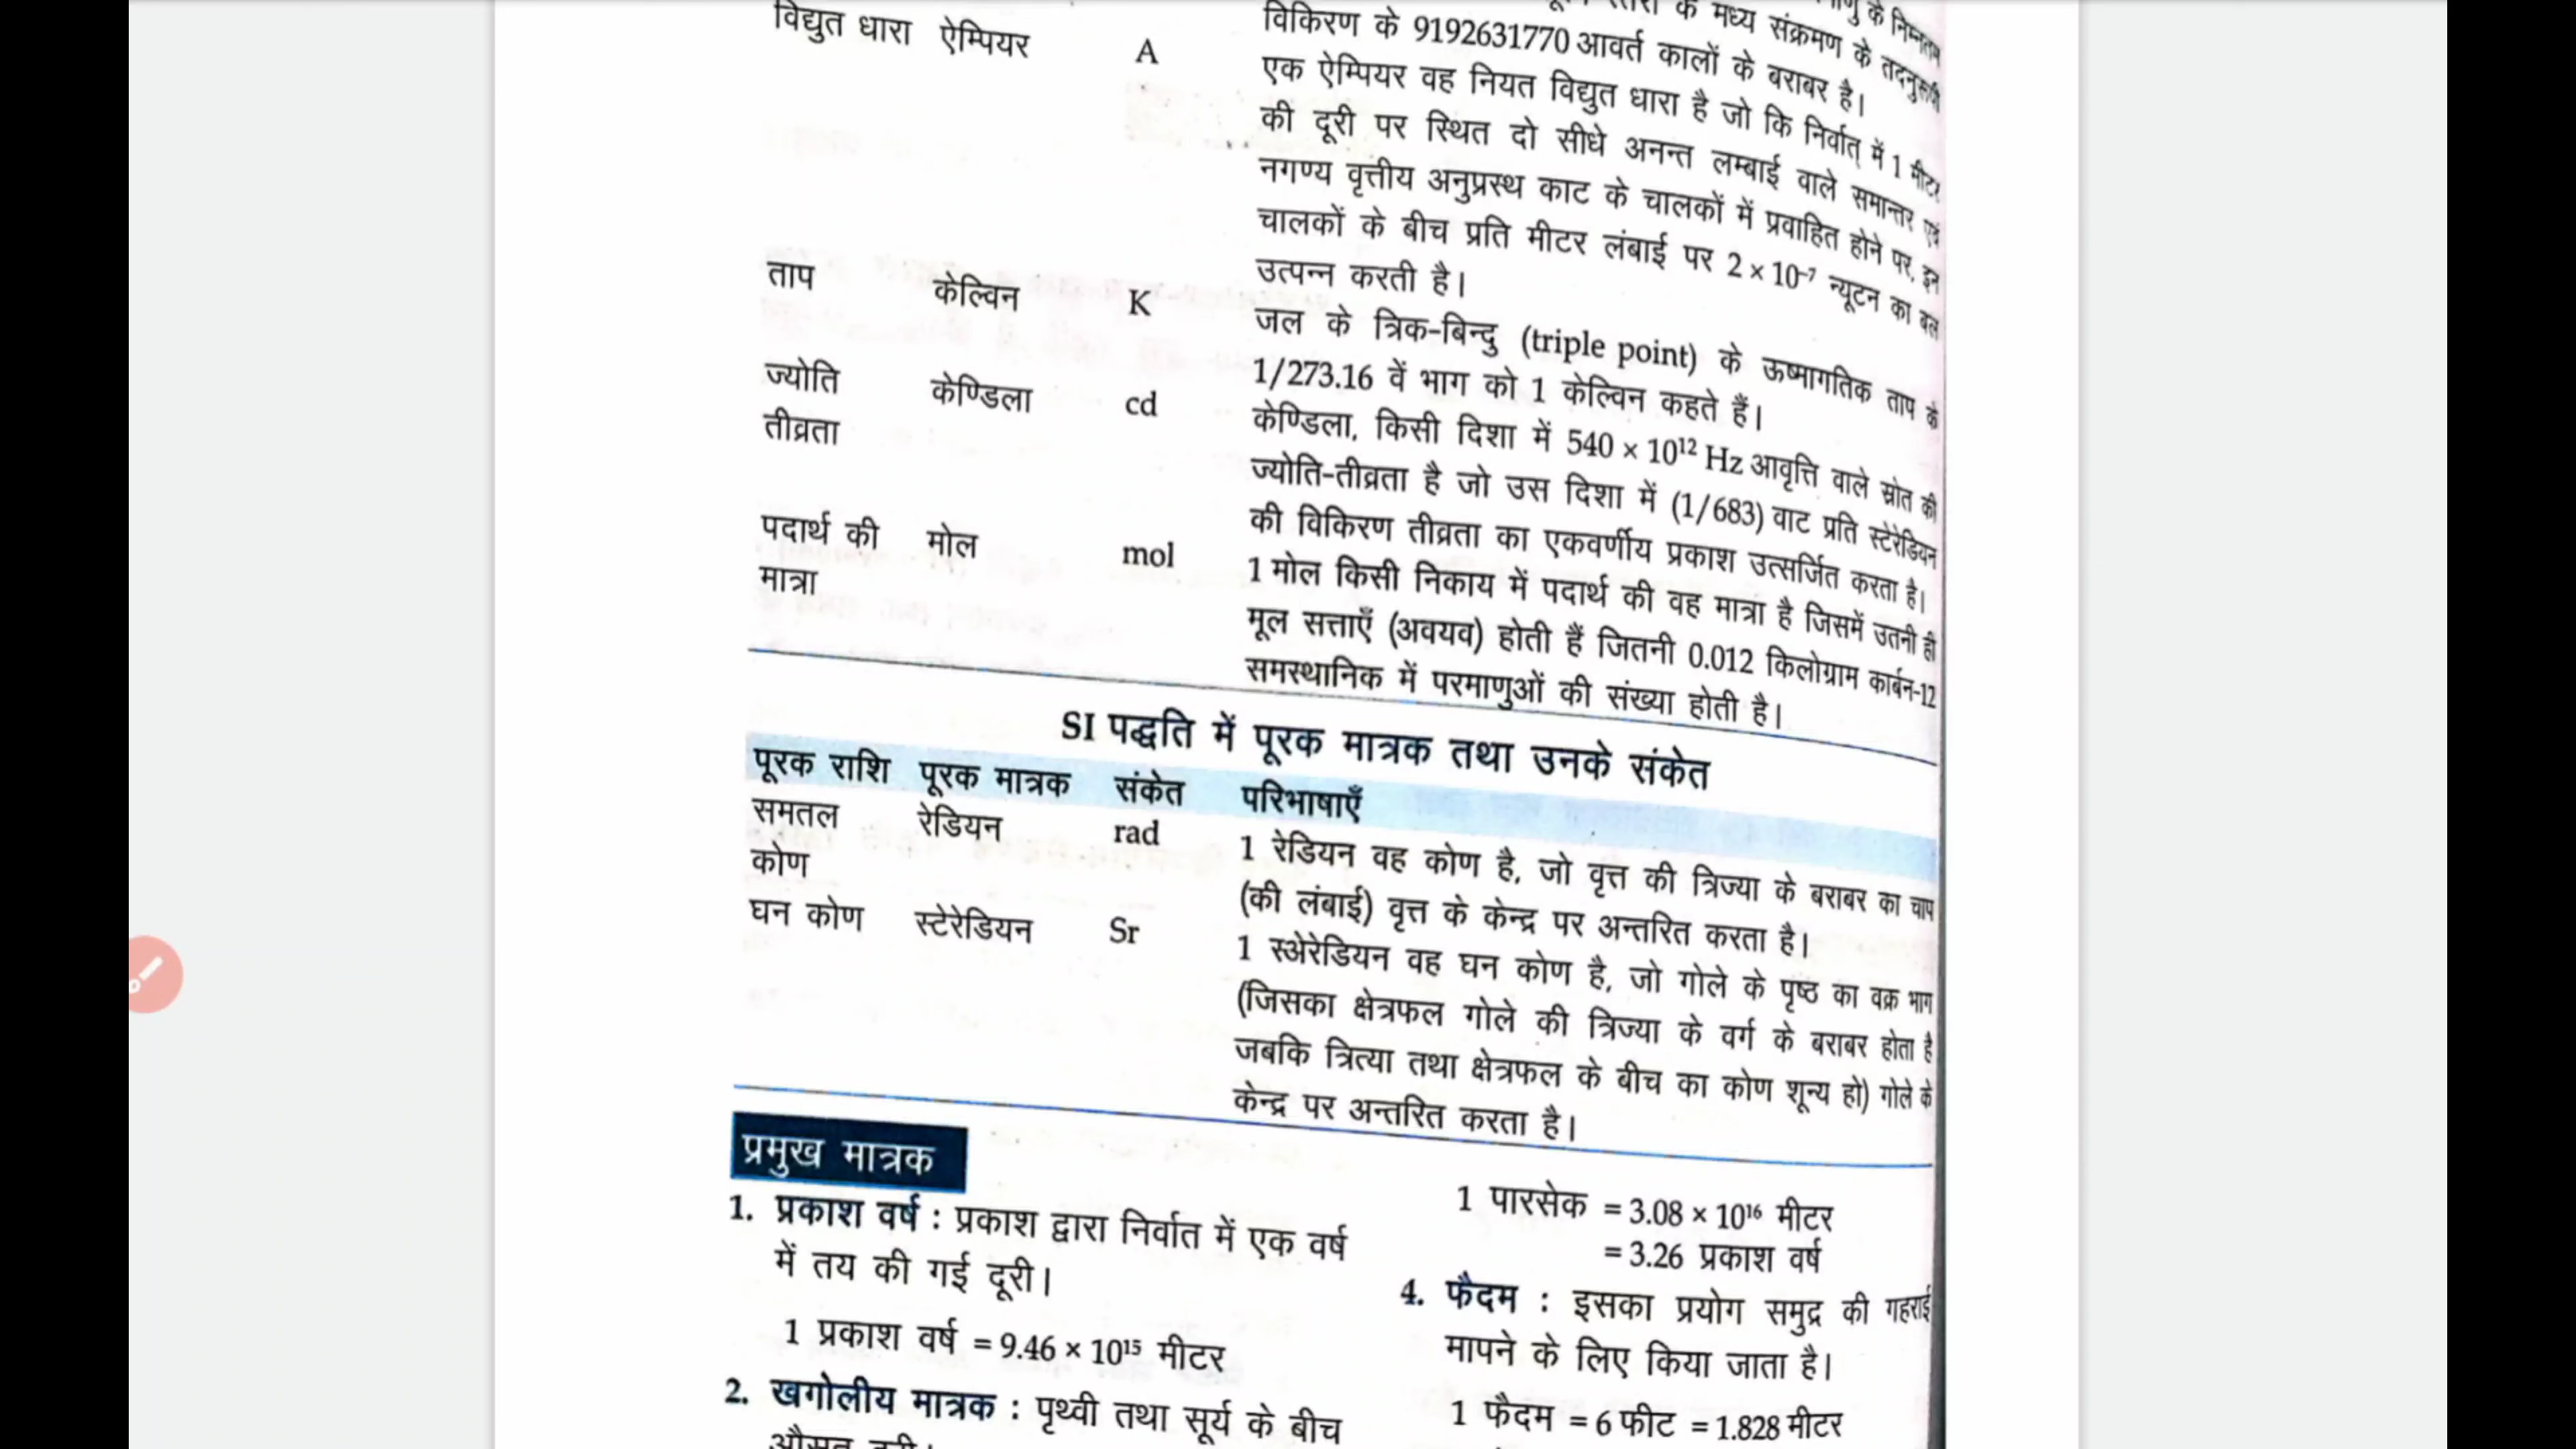 के मध्य संक्रमण के तदनुरूपी
विकिरण के 9192631770 आवर्त कालों के बराबर है।
विद्युत धारा ऐम्पियर A एक ऐम्पियर वह नियत विद्युत धारा है जो कि निर्वात् में 1 मीटर
की दूरी पर स्थित दो सीधे अनन्त लम्बाई वाले समान्तर एवं
नगण्य वृत्तीय अनुप्रस्थ काट के चालकों में प्रवाहित होने पर, इन
चालकों के बीच प्रति मीटर लंबाई पर 2 × 10⁻⁷ न्यूटन का बल
उत्पन्न करती है।
ताप केल्विन K जल के त्रिक-बिन्दु (triple point) के ऊष्मागतिक ताप के
1/273.16 वें भाग को 1 केल्विन कहते हैं।
ज्योति केण्डिला cd केण्डिला, किसी दिशा में 540 × 10¹² Hz आवृत्ति वाले स्रोत की
तीव्रता ज्योति-तीव्रता है जो उस दिशा में (1/683) वाट प्रति स्टेरेडियन
की विकिरण तीव्रता का एकवर्णीय प्रकाश उत्सर्जित करता है।
पदार्थ की मोल mol 1 मोल किसी निकाय में पदार्थ की वह मात्रा है जिसमें उतनी ही
मात्रा मूल सत्ताएँ (अवयव) होती हैं जितनी 0.012 किलोग्राम कार्बन-12
समस्थानिक में परमाणुओं की संख्या होती है।
SI पद्धति में पूरक मात्रक तथा उनके संकेत
पूरक राशि पूरक मात्रक संकेत परिभाषाएँ
समतल रेडियन rad 1 रेडियन वह कोण है, जो वृत्त की त्रिज्या के बराबर का चाप
कोण (की लंबाई) वृत्त के केन्द्र पर अन्तरित करता है।
घन कोण स्टेरेडियन Sr 1 स्अेरेडियन वह घन कोण है, जो गोले के पृष्ठ का वक्र भाग
(जिसका क्षेत्रफल गोले की त्रिज्या के वर्ग के बराबर होता है
जबकि त्रित्या तथा क्षेत्रफल के बीच का कोण शून्य हो) गोले के
केन्द्र पर अन्तरित करता है।
प्रमुख मात्रक
1. प्रकाश वर्ष : प्रकाश द्वारा निर्वात में एक वर्ष
में तय की गई दूरी।
1 प्रकाश वर्ष = 9.46 × 10¹⁵ मीटर
2. खगोलीय मात्रक : पृथ्वी तथा सूर्य के बीच
1 पारसेक = 3.08 × 10¹⁶ मीटर
= 3.26 प्रकाश वर्ष
4. फैदम : इसका प्रयोग समुद्र की गहराई
मापने के लिए किया जाता है।
1 फैदम = 6 फीट = 1.828 मीटर